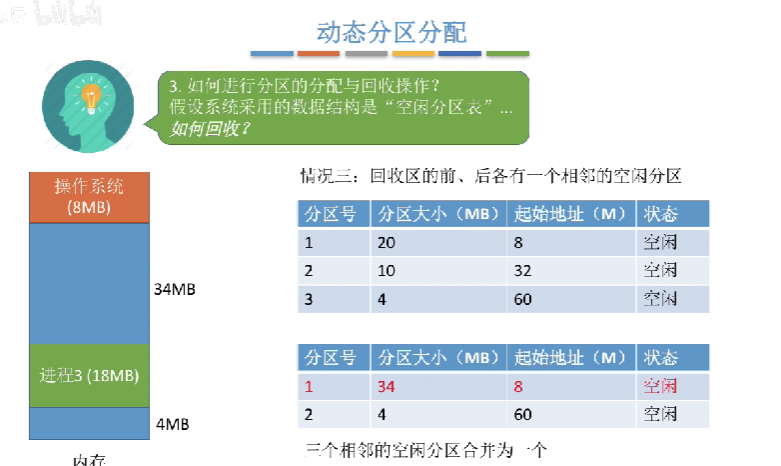 bilibili
动态分区分配
3. 如何进行分区的分配与回收操作？
假设系统采用的数据结构是“空闲分区表”...
如何回收？
操作系统
(8MB)
34MB
进程3 (18MB)
4MB
内存
情况三：回收区的前、后各有一个相邻的空闲分区
分区号 分区大小（MB） 起始地址（M） 状态
1 20 8 空闲
2 10 32 空闲
3 4 60 空闲
分区号 分区大小（MB） 起始地址（M） 状态
1 34 8 空闲
2 4 60 空闲
三个相邻的空闲分区合并为一个